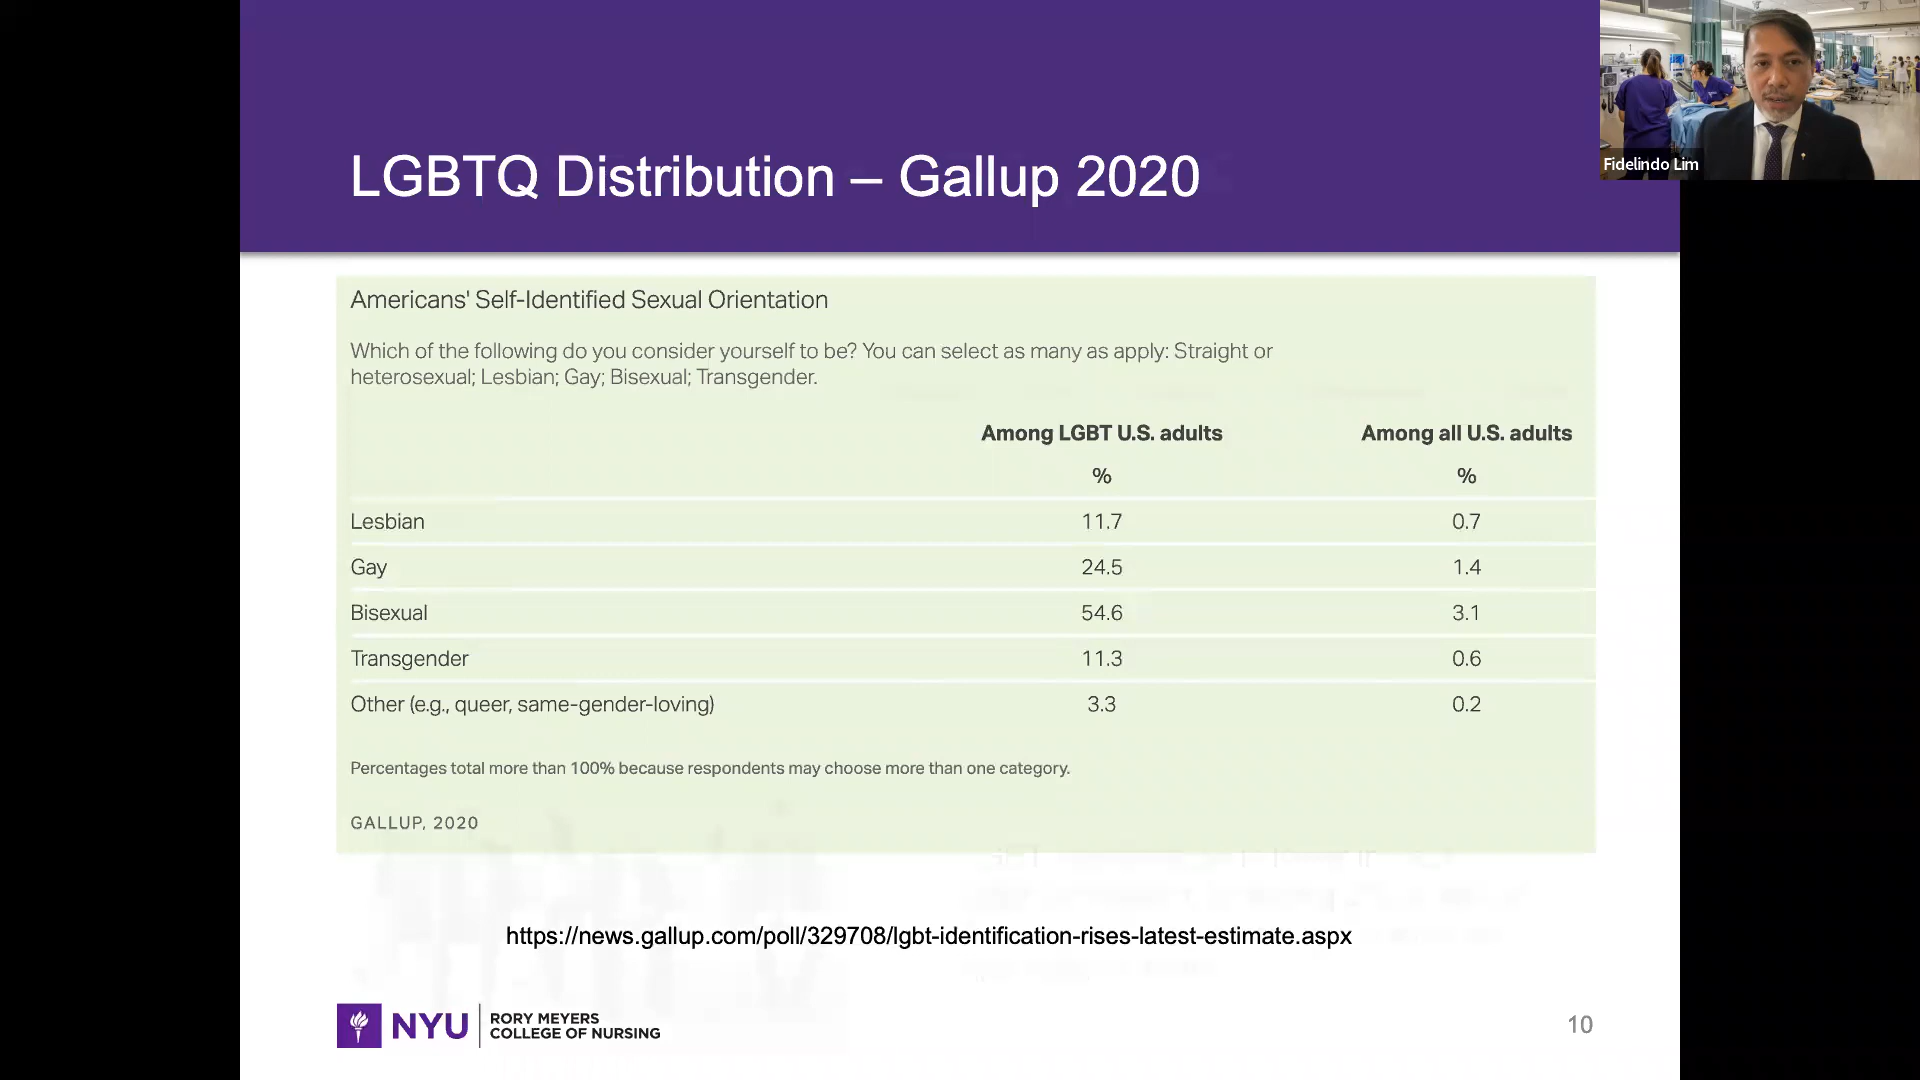 LGBTQ Distribution – Gallup 2020
Fidelindo Lim
Americans' Self-Identified Sexual Orientation
Which of the following do you consider yourself to be? You can select as many as apply: Straight or
heterosexual; Lesbian; Gay; Bisexual; Transgender.
Among LGBT U.S. adults Among all U.S. adults
% %
Lesbian 11.7 0.7
Gay 24.5 1.4
Bisexual 54.6 3.1
Transgender 11.3 0.6
Other (e.g., queer, same-gender-loving) 3.3 0.2
Percentages total more than 100% because respondents may choose more than one category.
GALLUP, 2020
https://news.gallup.com/poll/329708/lgbt-identification-rises-latest-estimate.aspx
NYU RORY MEYERS
COLLEGE OF NURSING
10